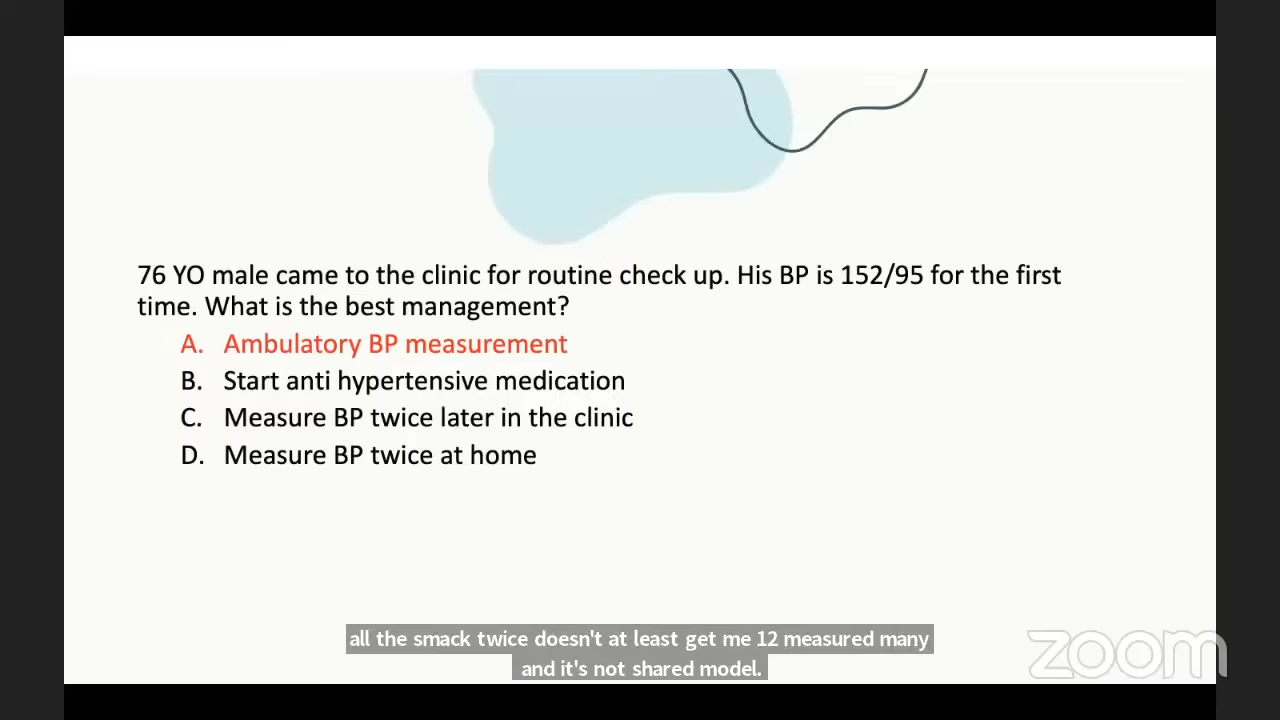 76 YO male came to the clinic for routine check up. His BP is 152/95 for the first
time. What is the best management?
A. Ambulatory BP measurement
B. Start anti hypertensive medication
C. Measure BP twice later in the clinic
D. Measure BP twice at home
all the smack twice doesn't at least get me 12 measured many
and it's not shared model.
zoom